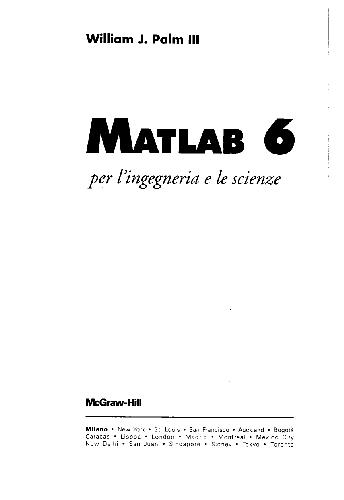 William J. Palm III
MATLAB 6
per l'ingegneria e le scienze
McGraw-Hill
Milano • New York • St. Louis • San Francisco • Auckland • Bogotá
Caracas • Lisboa • London • Madrid • Montreal • Mexico City
New Delhi • San Juan • Singapore • Sidney • Tokyo • Toronto